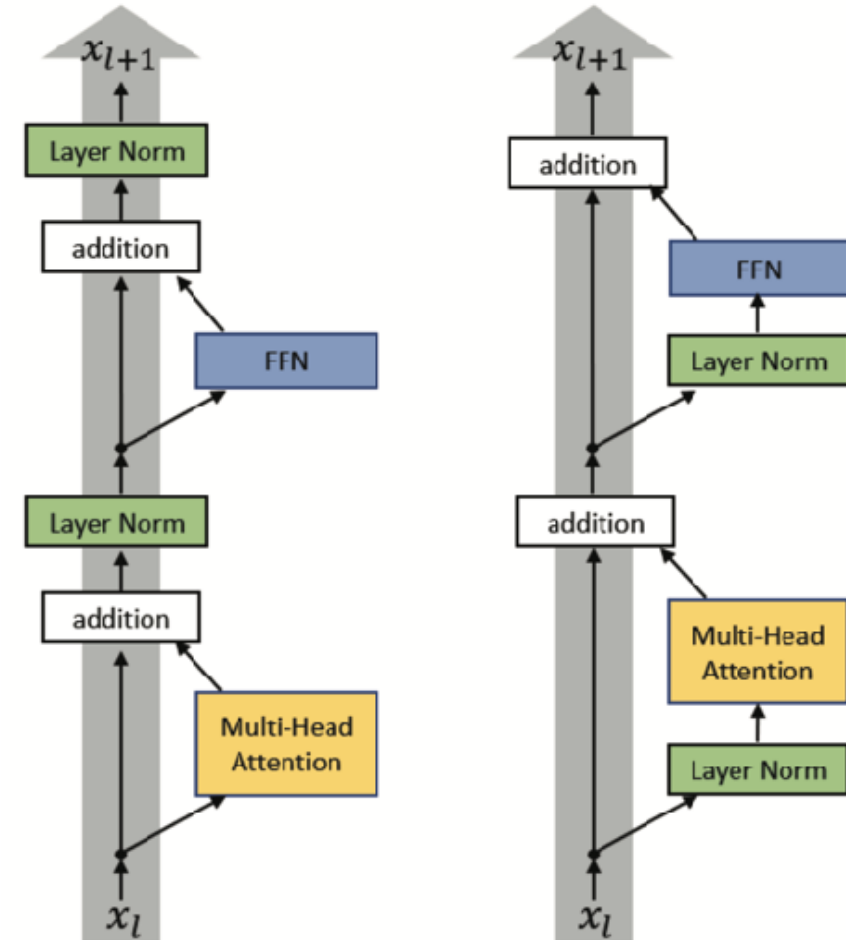 x_{l+1}
Layer Norm
addition
FFN
Layer Norm
addition
Multi-Head
Attention
x_l
x_{l+1}
addition
FFN
Layer Norm
addition
Multi-Head
Attention
Layer Norm
x_l